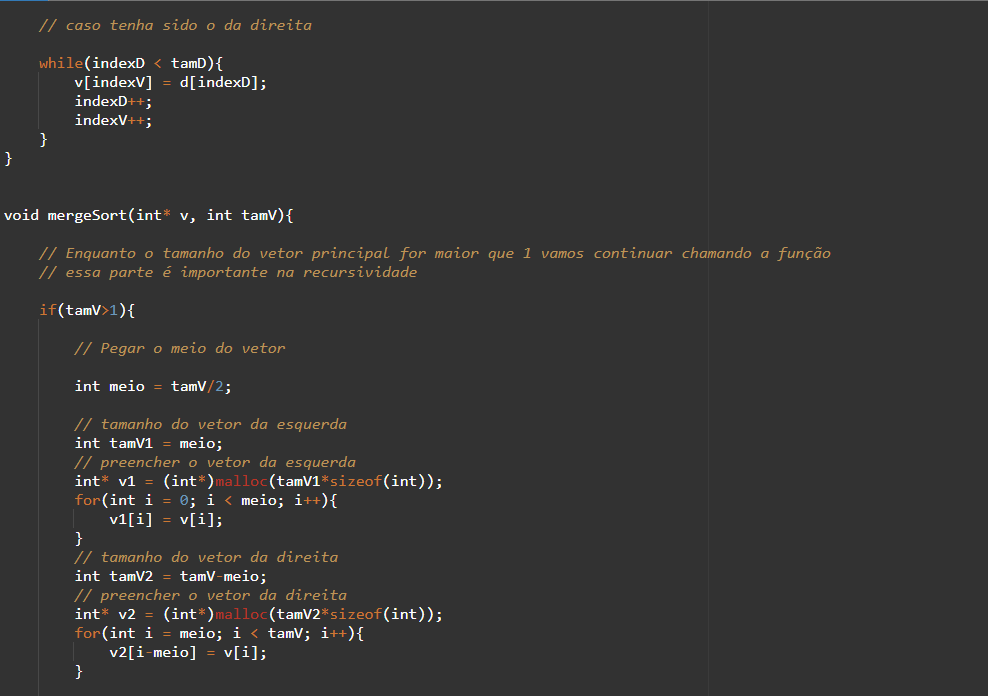 // caso tenha sido o da direita
while(indexD < tamD){
v[indexV] = d[indexD];
indexD++;
indexV++;
}
}
void mergeSort(int* v, int tamV){
// Enquanto o tamanho do vetor principal for maior que 1 vamos continuar chamando a função
// essa parte é importante na recursividade
if(tamV>1){
// Pegar o meio do vetor
int meio = tamV/2;
// tamanho do vetor da esquerda
int tamV1 = meio;
// preencher o vetor da esquerda
int* v1 = (int*)malloc(tamV1*sizeof(int));
for(int i = 0; i < meio; i++){
v1[i] = v[i];
}
// tamanho do vetor da direita
int tamV2 = tamV-meio;
// preencher o vetor da direita
int* v2 = (int*)malloc(tamV2*sizeof(int));
for(int i = meio; i < tamV; i++){
v2[i-meio] = v[i];
}